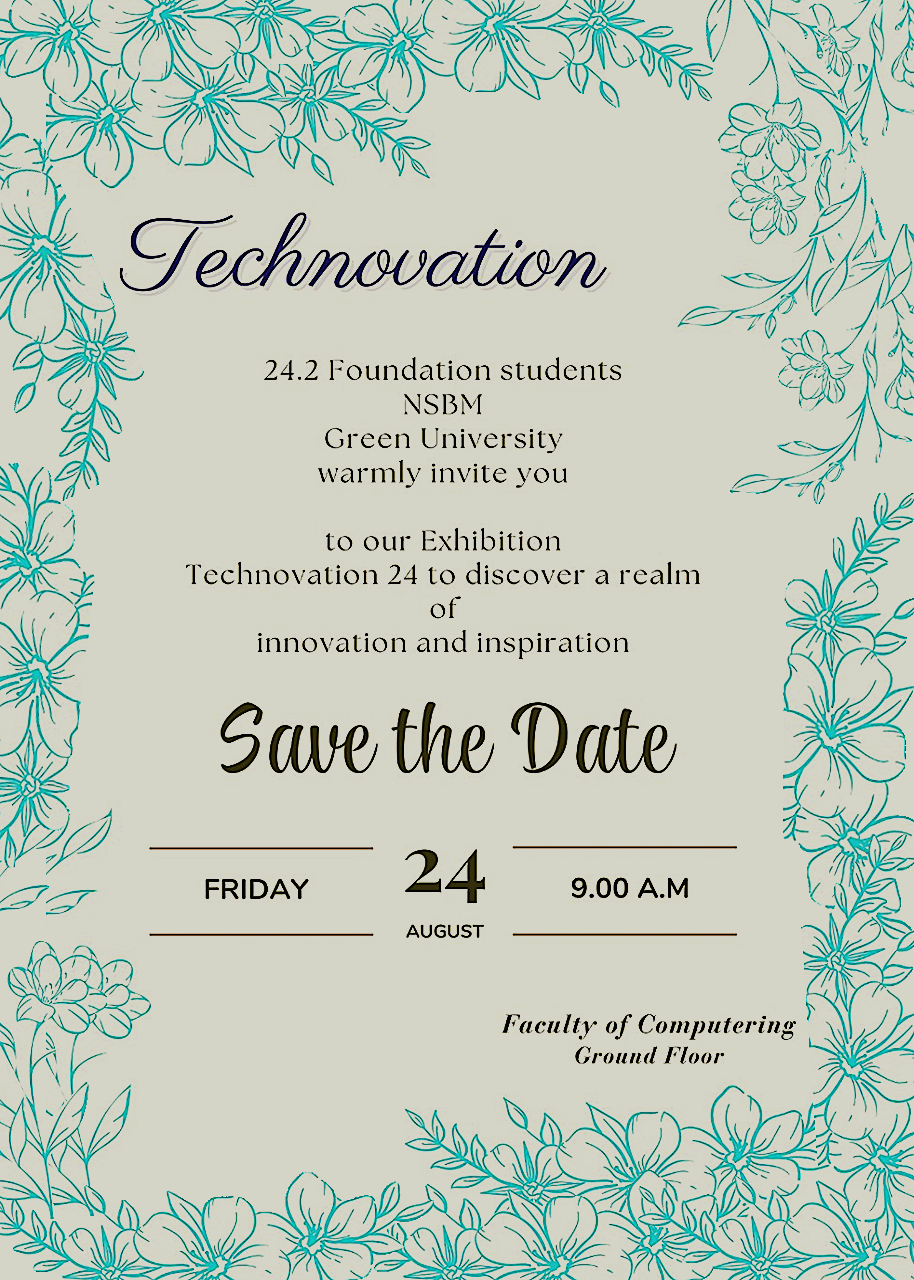 Technovation
24.2 Foundation students
NSBM
Green University
warmly invite you
to our Exhibition
Technovation 24 to discover a realm
of
innovation and inspiration
Save the Date
FRIDAY
24
AUGUST
9.00 A.M
Faculty of Computering
Ground Floor